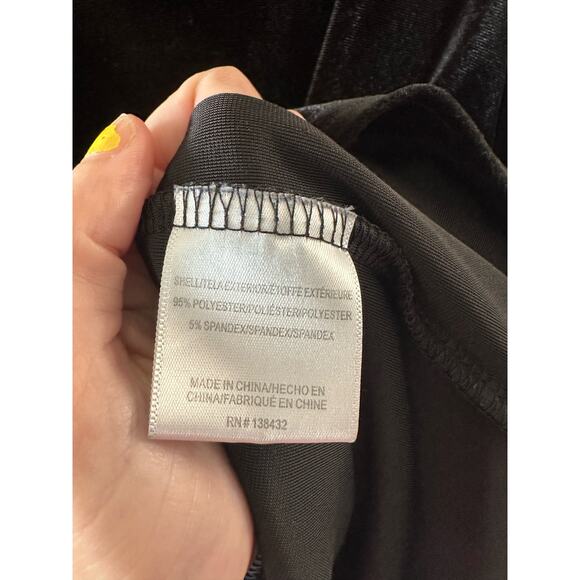 SHELL/TELA EXTERIOR/ÉTOFFE EXTÉRIEURE
95% POLYESTER/POLIÉSTER/POLYESTER
5% SPANDEX/SPANDEX/SPANDEX
MADE IN CHINA/HECHO EN
CHINA/FABRIQUÉ EN CHINE
RN# 138432